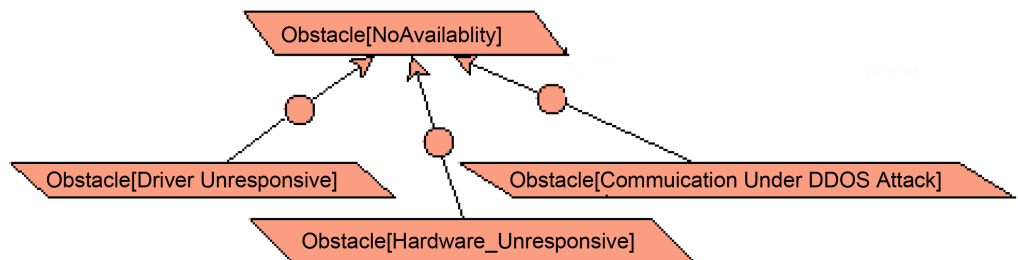 Obstacle[NoAvailablity]
Obstacle[Driver Unresponsive]
Obstacle[Commuication Under DDOS Attack]
Obstacle[Hardware_Unresponsive]